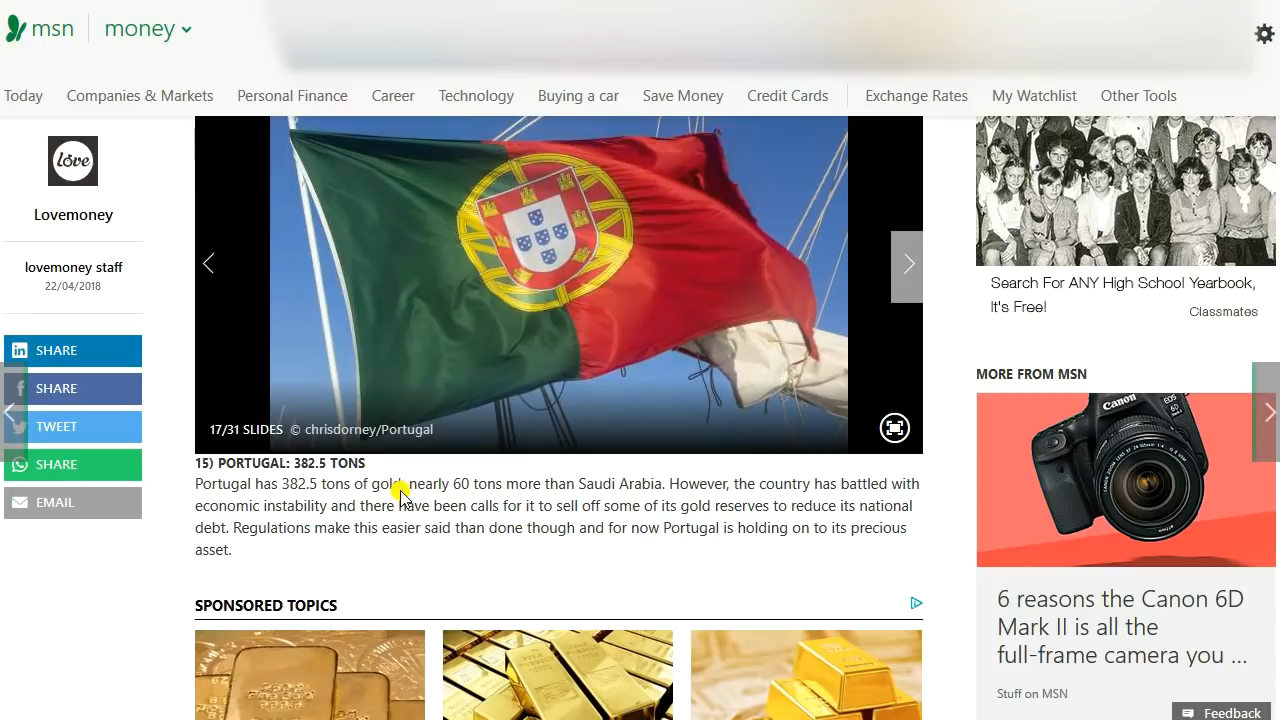 msn
money
Today
Companies & Markets
Personal Finance
Career
Technology
Buying a car
Save Money
Credit Cards
Exchange Rates
My Watchlist
Other Tools
love
Lovemoney
lovemoney staff
22/04/2018
SHARE
SHARE
TWEET
SHARE
EMAIL
17/31 SLIDES © chrisdorney/Portugal
15) PORTUGAL: 382.5 TONS
Portugal has 382.5 tons of gold, nearly 60 tons more than Saudi Arabia. However, the country has battled with
economic instability and there have been calls for it to sell off some of its gold reserves to reduce its national
debt. Regulations make this easier said than done though and for now Portugal is holding on to its precious
asset.
SPONSORED TOPICS
Search For ANY High School Yearbook,
It's Free!
Classmates
MORE FROM MSN
Canon
EOS
6D
6 reasons the Canon 6D
Mark II is all the
full-frame camera you ...
Stuff on MSN
Feedback